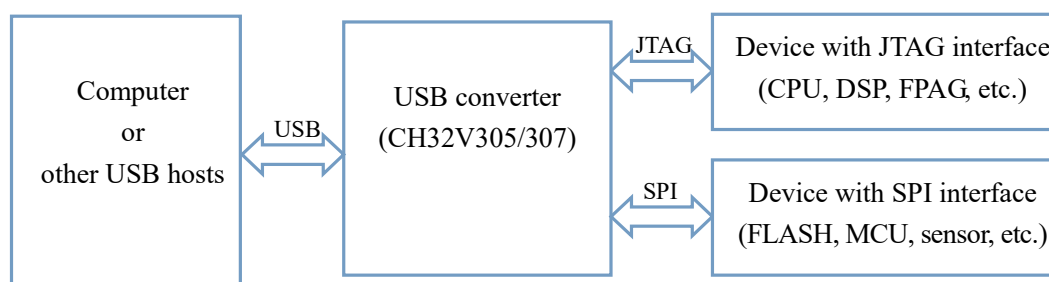 Computer
or
other USB hosts
USB
USB converter
(CH32V305/307)
JTAG
Device with JTAG interface
(CPU, DSP, FPAG, etc.)
SPI
Device with SPI interface
(FLASH, MCU, sensor, etc.)